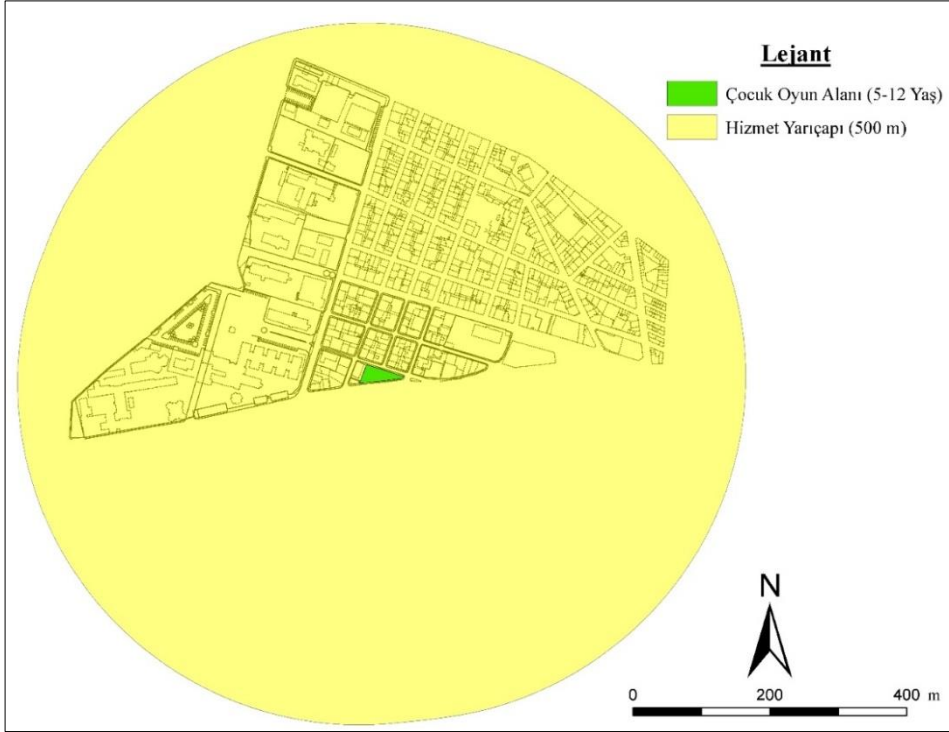 Lejant
Çocuk Oyun Alanı (5-12 Yaş)
Hizmet Yarıçapı (500 m)
N
0 200 400 m